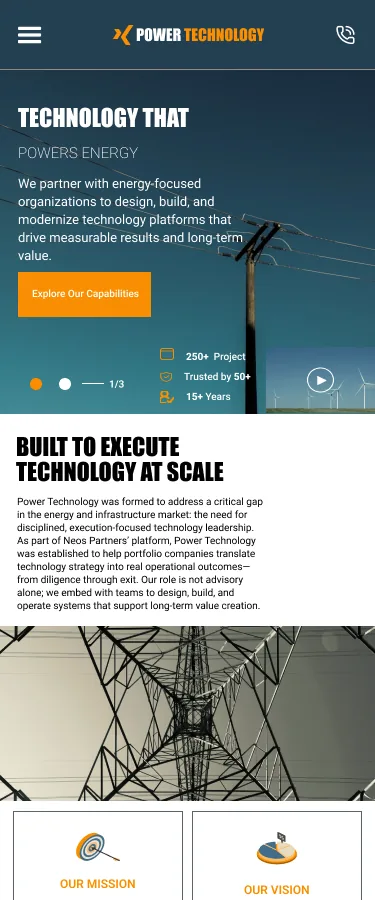 POWER TECHNOLOGY
TECHNOLOGY THAT
POWERS ENERGY
We partner with energy-focused
organizations to design, build, and
modernize technology platforms that
drive measurable results and long-term
value.
Explore Our Capabilities
250+ Project
Trusted by 50+
15+ Years
1/3
BUILT TO EXECUTE
TECHNOLOGY AT SCALE
Power Technology was formed to address a critical gap
in the energy and infrastructure market: the need for
disciplined, execution-focused technology leadership.
As part of Neos Partners’ platform, Power Technology
was established to help portfolio companies translate
technology strategy into real operational outcomes—
from diligence through exit. Our role is not advisory
alone; we embed with teams to design, build, and
operate systems that support long-term value creation.
OUR MISSION
OUR VISION